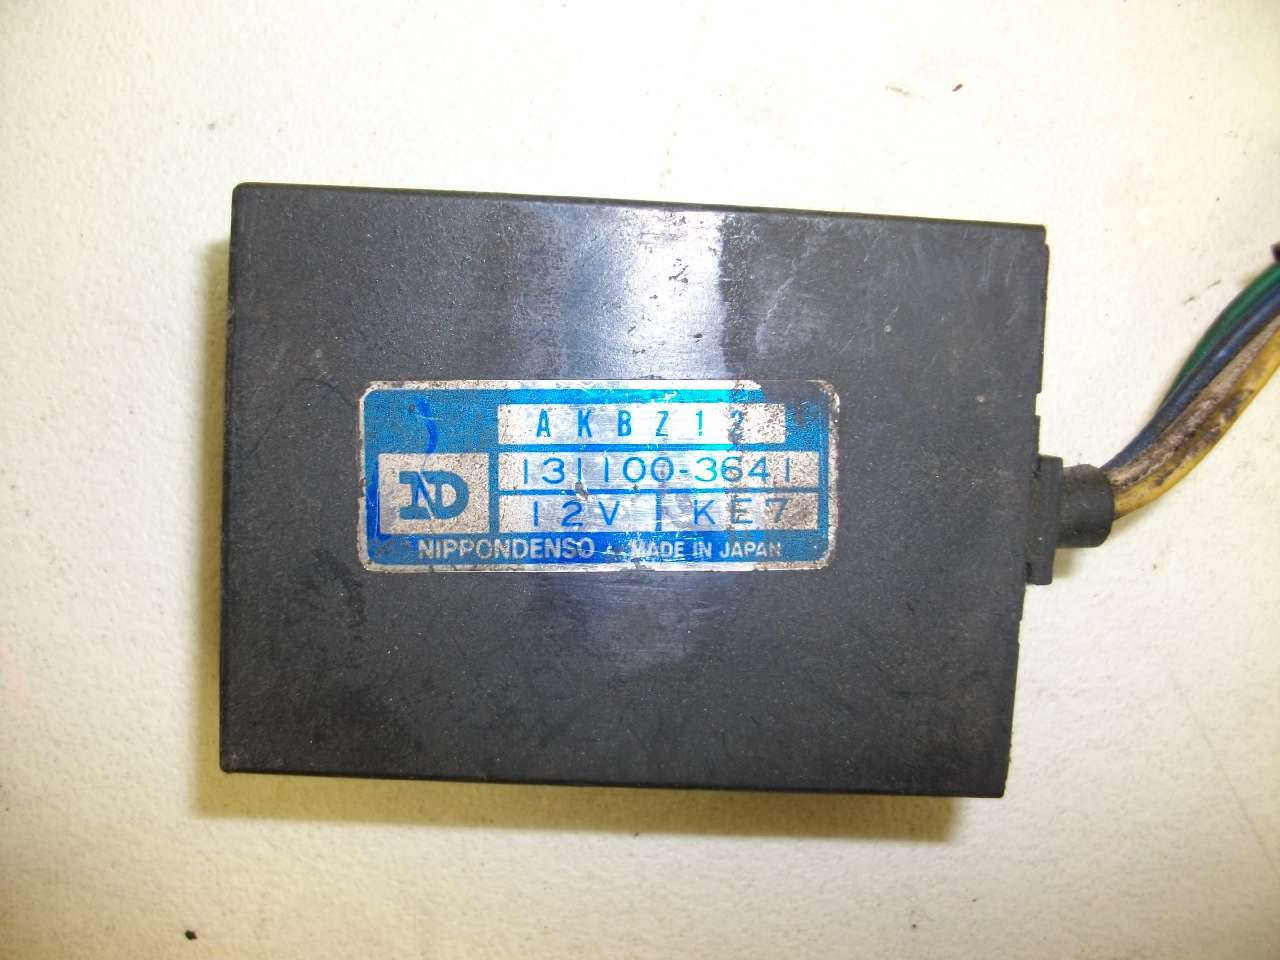 AKBZ12
131100-3641
ND
12V KE7
NIPPONDENSO MADE IN JAPAN